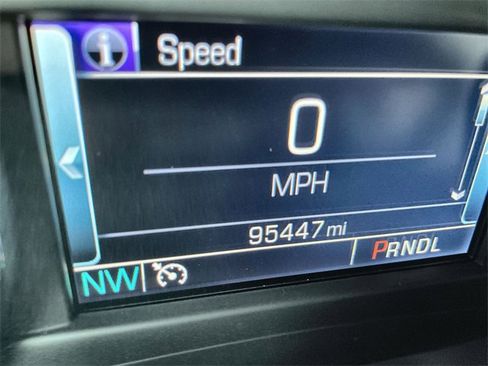 i Speed
0
MPH
95447 mi
NW PRNDL